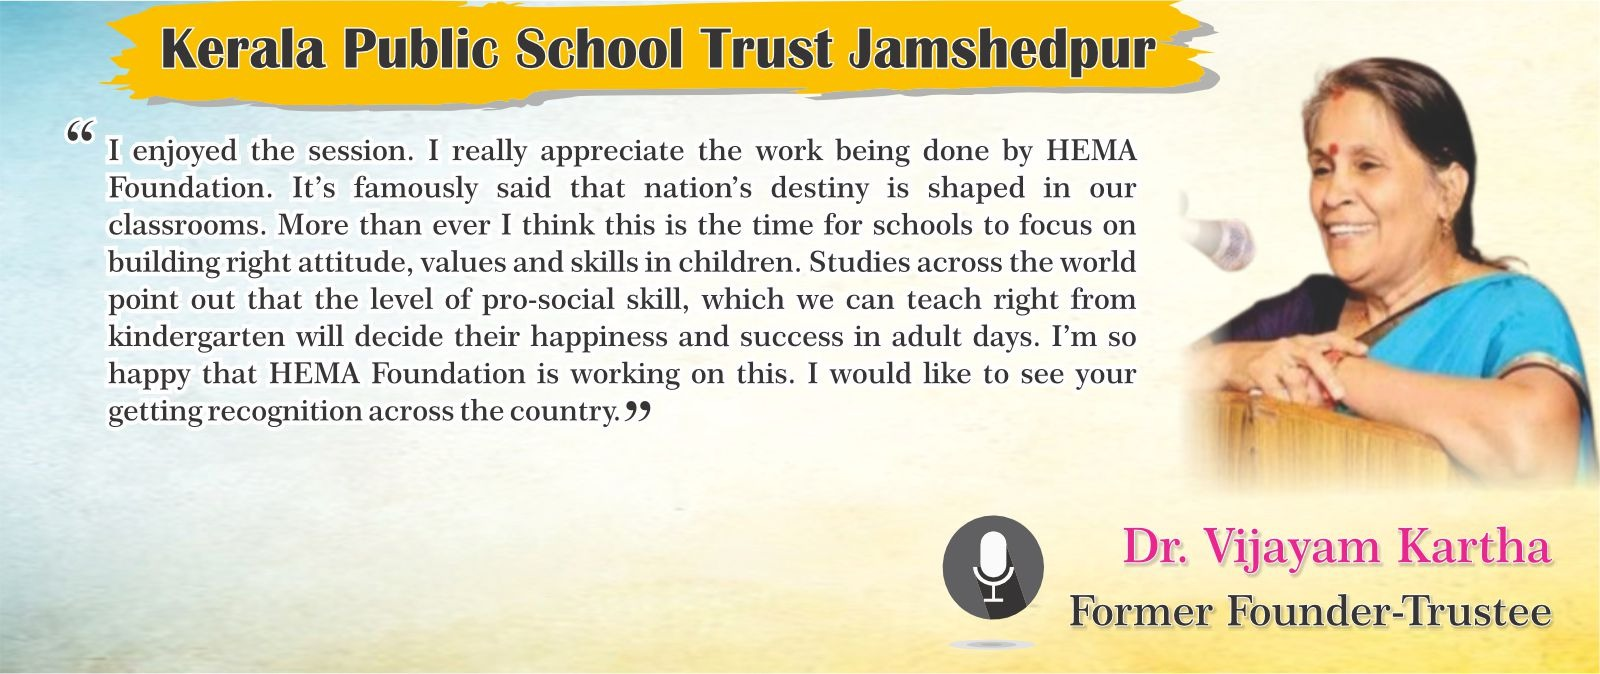 Kerala Public School Trust Jamshedpur
“ I enjoyed the session. I really appreciate the work being done by HEMA
Foundation. It’s famously said that nation’s destiny is shaped in our
classrooms. More than ever I think this is the time for schools to focus on
building right attitude, values and skills in children. Studies across the world
point out that the level of pro-social skill, which we can teach right from
kindergarten will decide their happiness and success in adult days. I’m so
happy that HEMA Foundation is working on this. I would like to see your
getting recognition across the country.”
Dr. Vijayam Kartha
Former Founder-Trustee